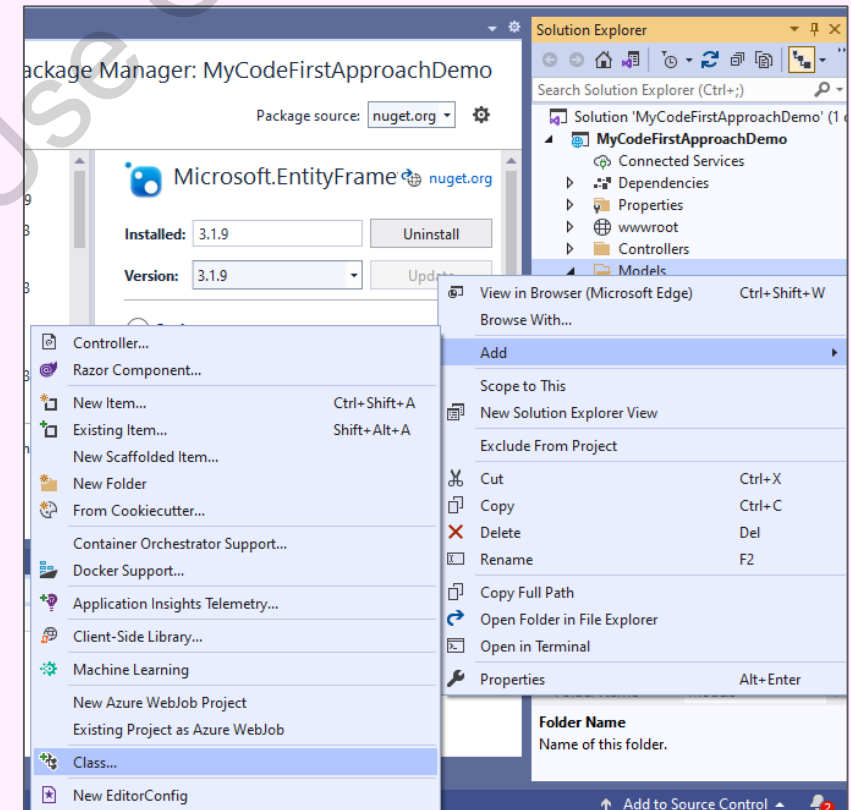 Use
Solution Explorer
ackage Manager: MyCodeFirstApproachDemo
Search Solution Explorer (Ctrl+;)
Package source: nuget.org
Solution 'MyCodeFirstApproachDemo' (1
MyCodeFirstApproachDemo
Connected Services
Microsoft.EntityFrame nuget.org
Dependencies
Properties
wwwroot
Controllers
Models
Installed: 3.1.9 Uninstall
Version: 3.1.9
View in Browser (Microsoft Edge) Ctrl+Shift+W
Browse With...
Add
Scope to This
New Solution Explorer View
Exclude From Project
Cut Ctrl+X
Copy Ctrl+C
Delete Del
Rename F2
Copy Full Path
Open Folder in File Explorer
Open in Terminal
Properties Alt+Enter
Controller...
Razor Component...
New Item... Ctrl+Shift+A
Existing Item... Shift+Alt+A
New Scaffolded Item...
New Folder
From Cookiecutter...
Container Orchestrator Support...
Docker Support...
Application Insights Telemetry...
Client-Side Library...
Machine Learning
New Azure WebJob Project
Existing Project as Azure WebJob
Class...
New EditorConfig
Folder Name
Name of this folder.
Add to Source Control
2